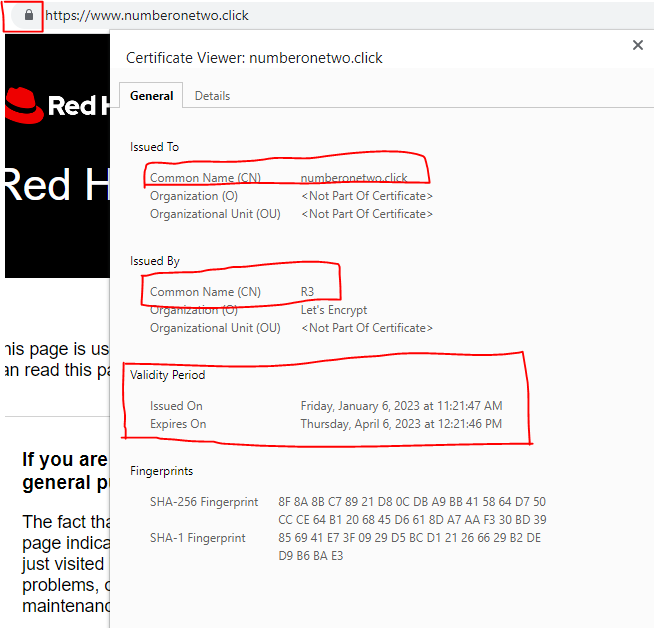 https://www.numberonetwo.click
Certificate Viewer: numberonetwo.click
General Details
Red H
Red H
Issued To
Common Name (CN) numberonetwo.click
Organization (O) <Not Part Of Certificate>
Organizational Unit (OU) <Not Part Of Certificate>
Issued By
Common Name (CN) R3
Organization (O) Let's Encrypt
Organizational Unit (OU) <Not Part Of Certificate>
his page is us
an read this pa
Validity Period
Issued On Friday, January 6, 2023 at 11:21:47 AM
Expires On Thursday, April 6, 2023 at 12:21:46 PM
If you are
general pu
Fingerprints
SHA-256 Fingerprint 8F 8A 8B C7 89 21 D8 0C DB A9 BB 41 58 64 D7 50
CC CE 64 B1 20 68 45 D6 61 8D A7 AA F3 30 BD 39
SHA-1 Fingerprint 85 69 41 E7 3F 09 29 D5 BC D1 21 26 66 29 B2 DE
D9 B6 BA E3
The fact tha
page indica
just visited
problems, o
maintenanc